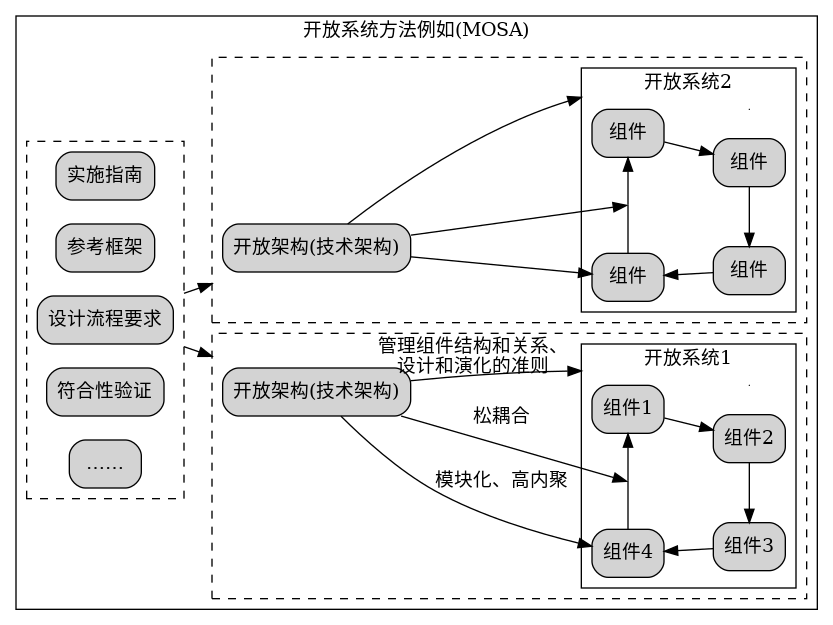 开放系统方法例如(MOSA)
实施指南
参考框架
设计流程要求
符合性验证
……
开放架构(技术架构)
开放系统2
组件
组件
组件
组件
开放架构(技术架构)
管理组件结构和关系、
设计和演化的准则
松耦合
模块化、高内聚
开放系统1
组件1
组件2
组件3
组件4